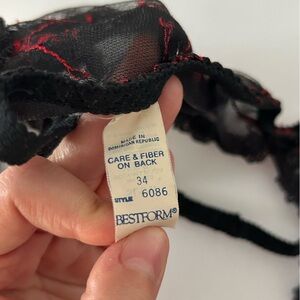 MADE IN
DOMINICAN REPUBLIC
CARE & FIBER
ON BACK
34
STYLE 6086
BESTFORM®